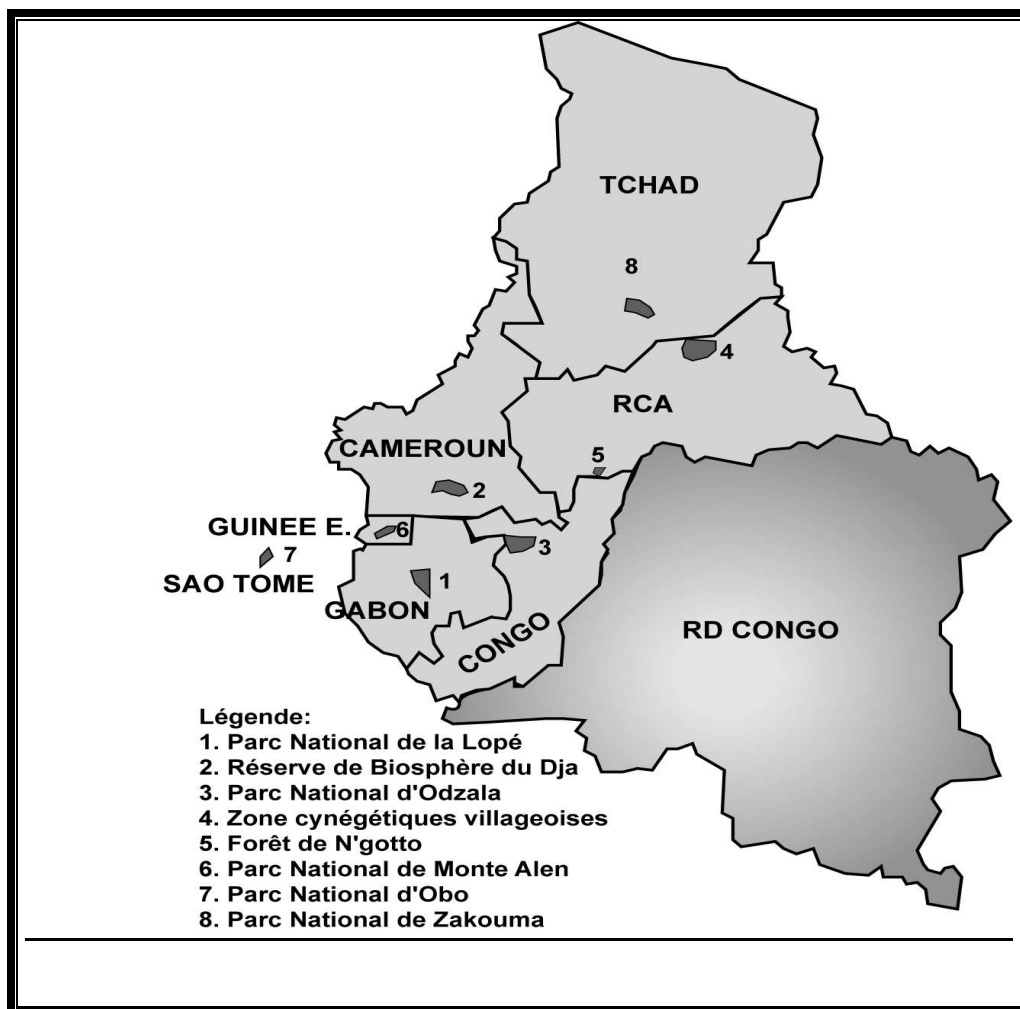 TCHAD
8
4
RCA
CAMEROUN
5
2
GUINEE E.
6
7
3
SAO TOME
1
GABON
CONGO
RD CONGO
Légende:
1. Parc National de la Lopé
2. Réserve de Biosphère du Dja
3. Parc National d'Odzala
4. Zone cynégétiques villageoises
5. Forêt de N'gotto
6. Parc National de Monte Alen
7. Parc National d'Obo
8. Parc National de Zakouma